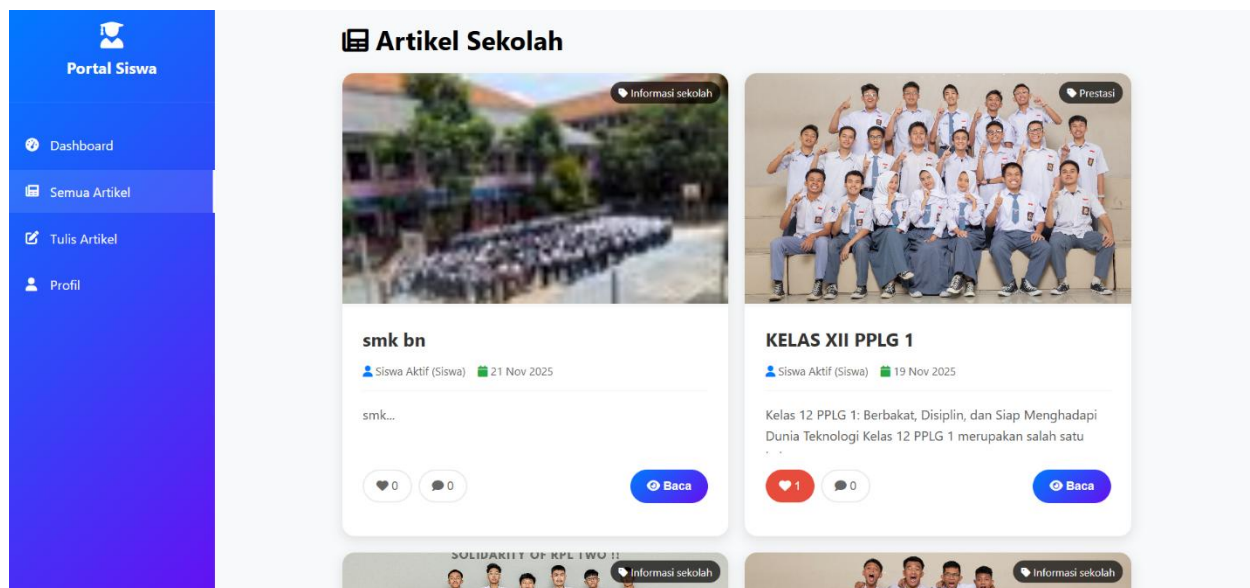 Portal Siswa
Dashboard
Semua Artikel
Tulis Artikel
Profil
Artikel Sekolah
Informasi sekolah
smk bn
Siswa Aktif (Siswa) 21 Nov 2025
smk...
0 0 Baca
Prestasi
KELAS XII PPLG 1
Siswa Aktif (Siswa) 19 Nov 2025
Kelas 12 PPLG 1: Berbakat, Disiplin, dan Siap Menghadapi
Dunia Teknologi Kelas 12 PPLG 1 merupakan salah satu
1 0 Baca
SOLIDARITY OF RPL TWO !!
Informasi sekolah
Informasi sekolah